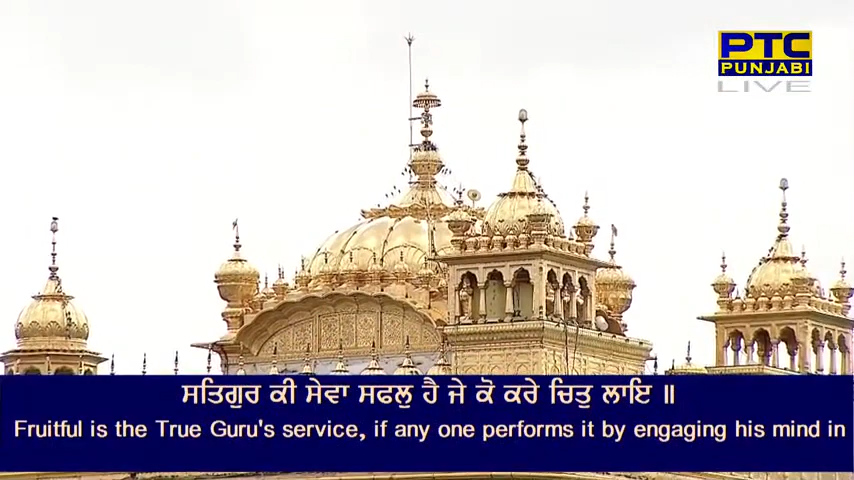 PTC
PUNJABI
LIVE
ਸਤਿਗੁਰ ਕੀ ਸੇਵਾ ਸਫਲੁ ਹੈ ਜੇ ਕੋ ਕਰੇ ਚਿਤੁ ਲਾਇ ॥
Fruitful is the True Guru's service, if any one performs it by engaging his mind in